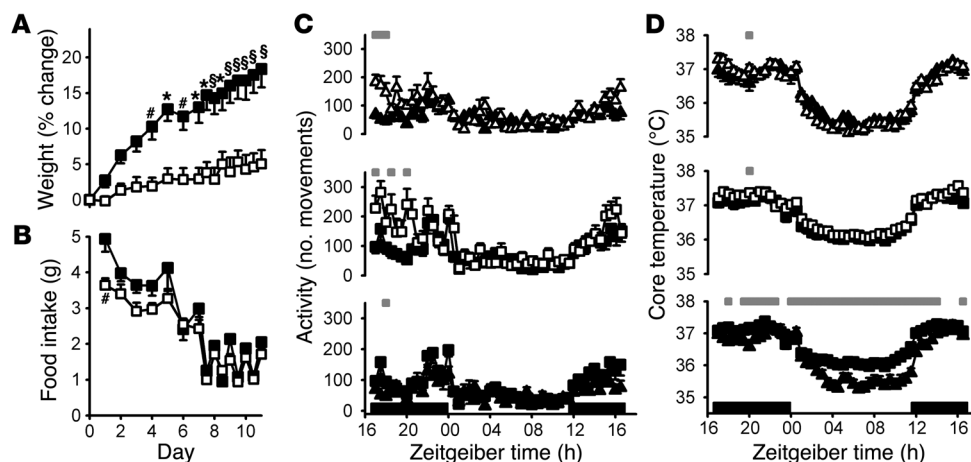 A
Weight (% change)
20
15
10
5
0
# * # * § * § § § § §
B
Food intake (g)
5
4
3
2
1
0
#
0 2 4 6 8 10
Day
C
Activity (no. movements)
300
200
100
0
300
200
100
0
300
200
100
0
16 20 00 04 08 12 16
Zeitgeiber time (h)
D
Core temperature (°C)
38
37
36
35
38
37
36
35
38
37
36
35
16 20 00 04 08 12 16
Zeitgeiber time (h)